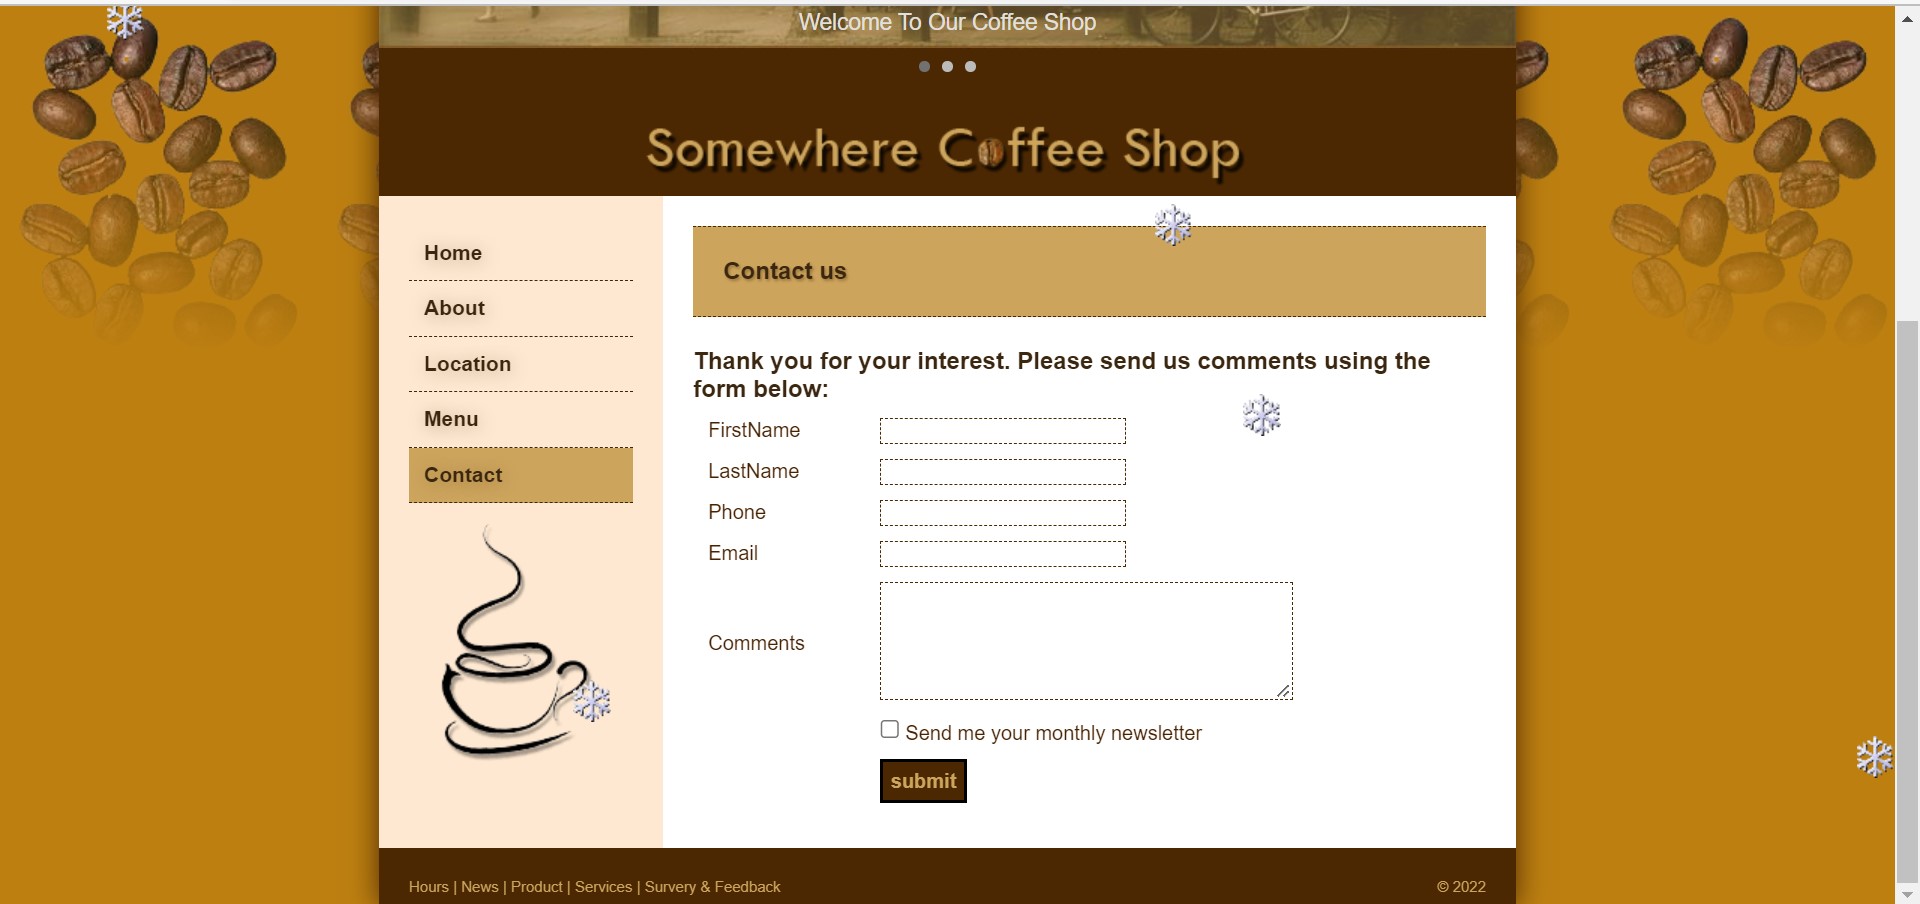 Welcome To Our Coffee Shop
Somewhere Coffee Shop
Home
About
Location
Menu
Contact
Contact us
Thank you for your interest. Please send us comments using the
form below:
FirstName
LastName
Phone
Email
Comments
Send me your monthly newsletter
submit
Hours | News | Product | Services | Survery & Feedback
© 2022